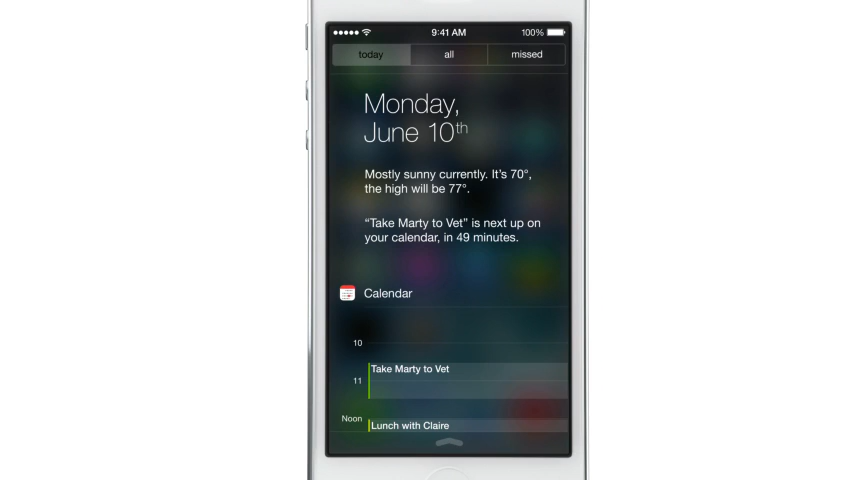 9:41 AM
100%
today
all
missed
Monday,
June 10th
Mostly sunny currently. It’s 70°,
the high will be 77°.
“Take Marty to Vet” is next up on
your calendar, in 49 minutes.
Calendar
10
Take Marty to Vet
11
Noon
Lunch with Claire